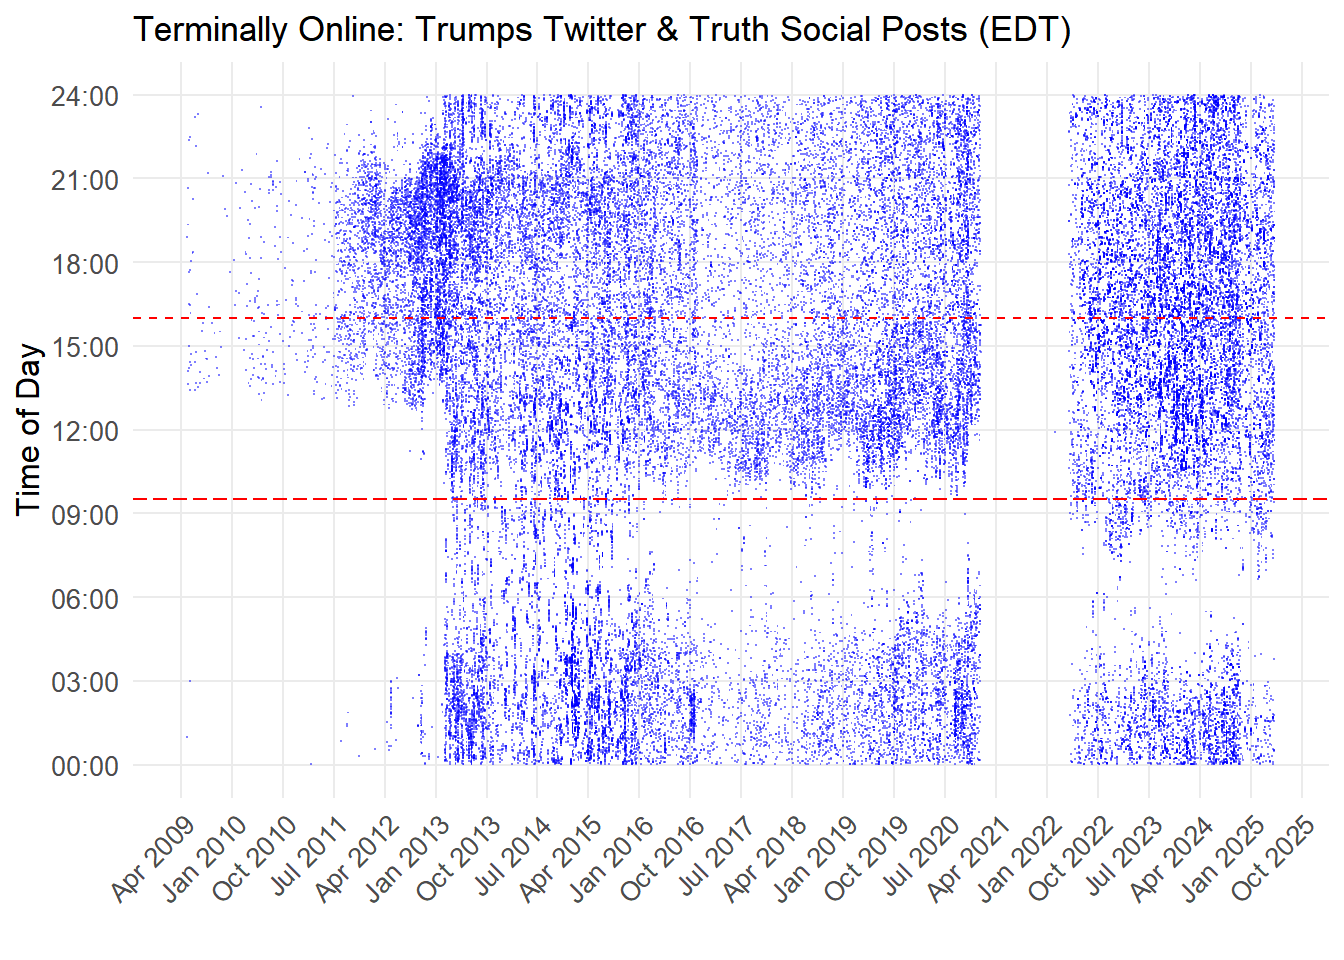 Terminally Online: Trumps Twitter & Truth Social Posts (EDT)
Time of Day
24:00
21:00
18:00
15:00
12:00
09:00
06:00
03:00
00:00
Apr 2009
Jan 2010
Oct 2010
Jul 2011
Apr 2012
Jan 2013
Oct 2013
Jul 2014
Apr 2015
Jan 2016
Oct 2016
Jul 2017
Apr 2018
Jan 2019
Oct 2019
Jul 2020
Apr 2021
Jan 2022
Oct 2022
Jul 2023
Apr 2024
Jan 2025
Oct 2025